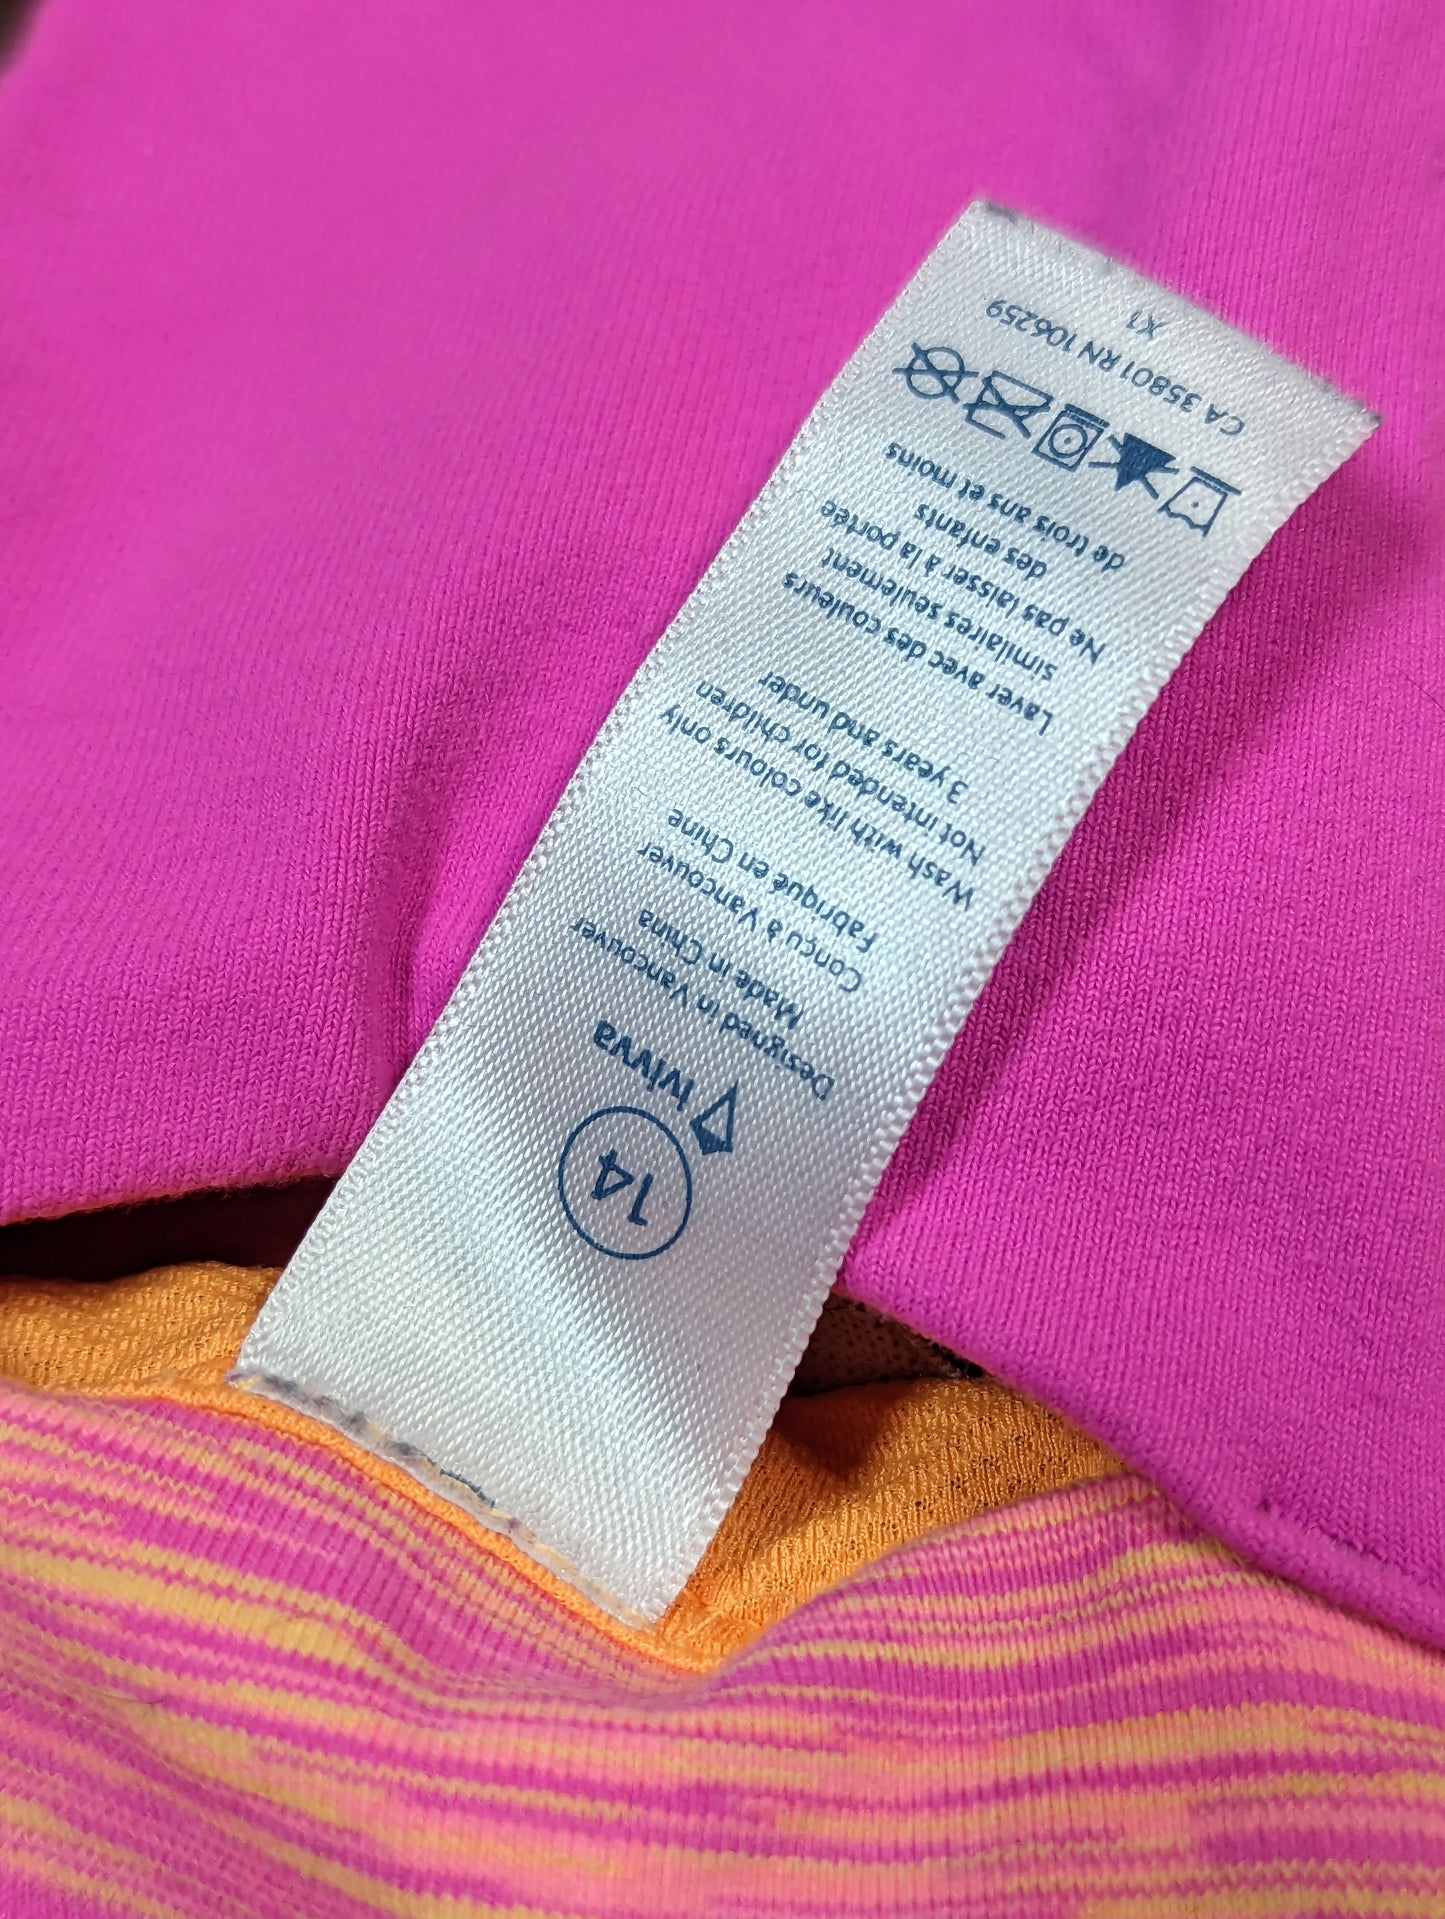 14
ivivva
Designed in Vancouver
Made in China
Conçu à Vancouver
Fabriqué en Chine
Wash with like colours only
Not intended for children
3 years and under
Laver avec des couleurs
similaires seulement
Ne pas laisser à la portée
des enfants
de trois ans et moins
CA 35801 RN 106259
X1